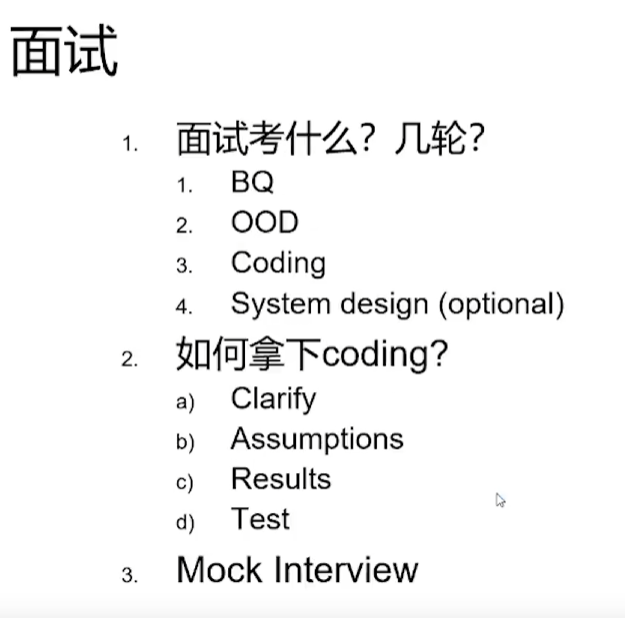 面试
1. 面试考什么？几轮？
1. BQ
2. OOD
3. Coding
4. System design (optional)
2. 如何拿下coding?
a) Clarify
b) Assumptions
c) Results
d) Test
3. Mock Interview